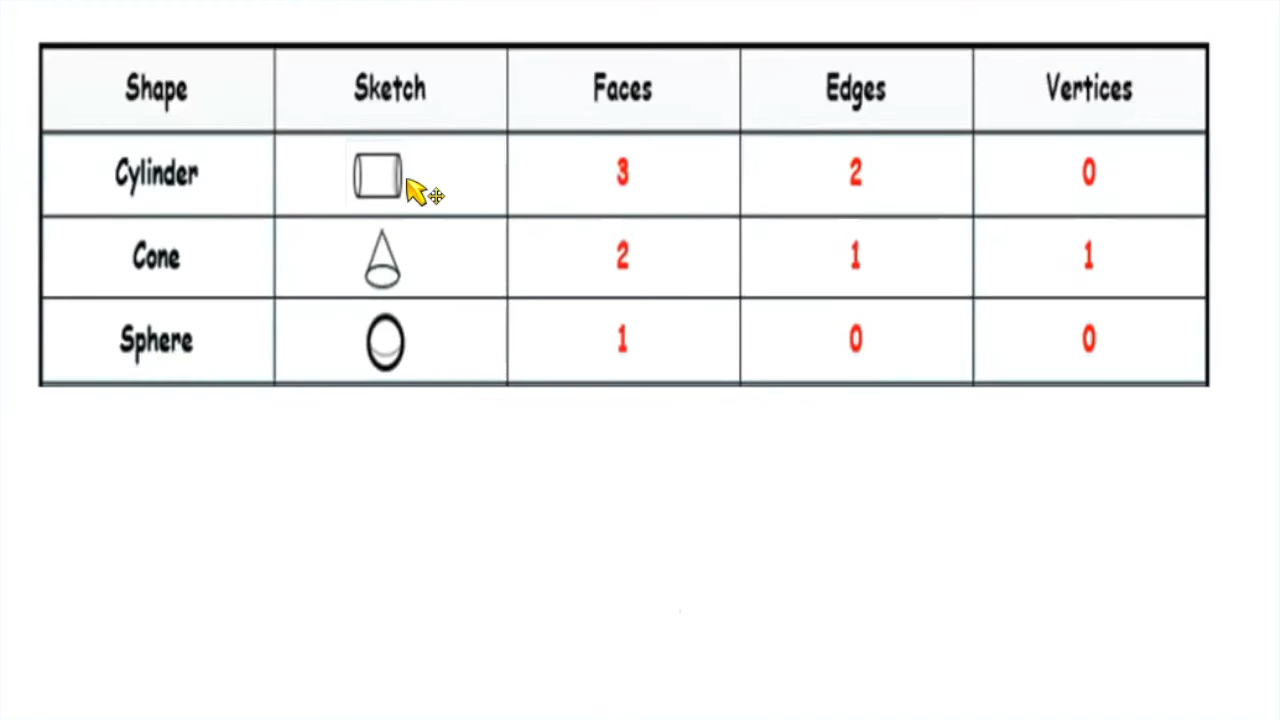 Shape Sketch Faces Edges Vertices
Cylinder 3 2 0
Cone 2 1 1
Sphere 1 0 0